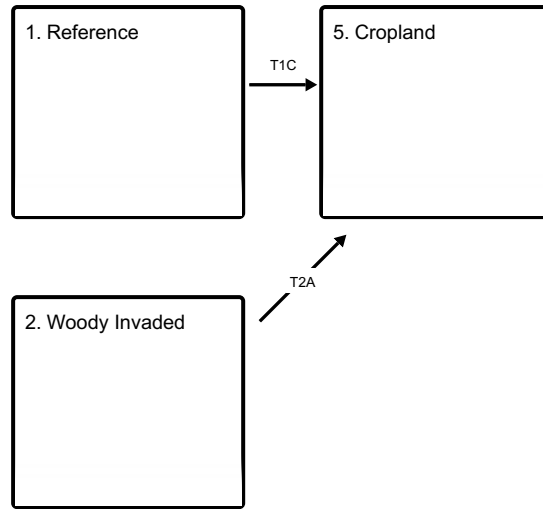 1. Reference
5. Cropland
T1C
T2A
2. Woody Invaded